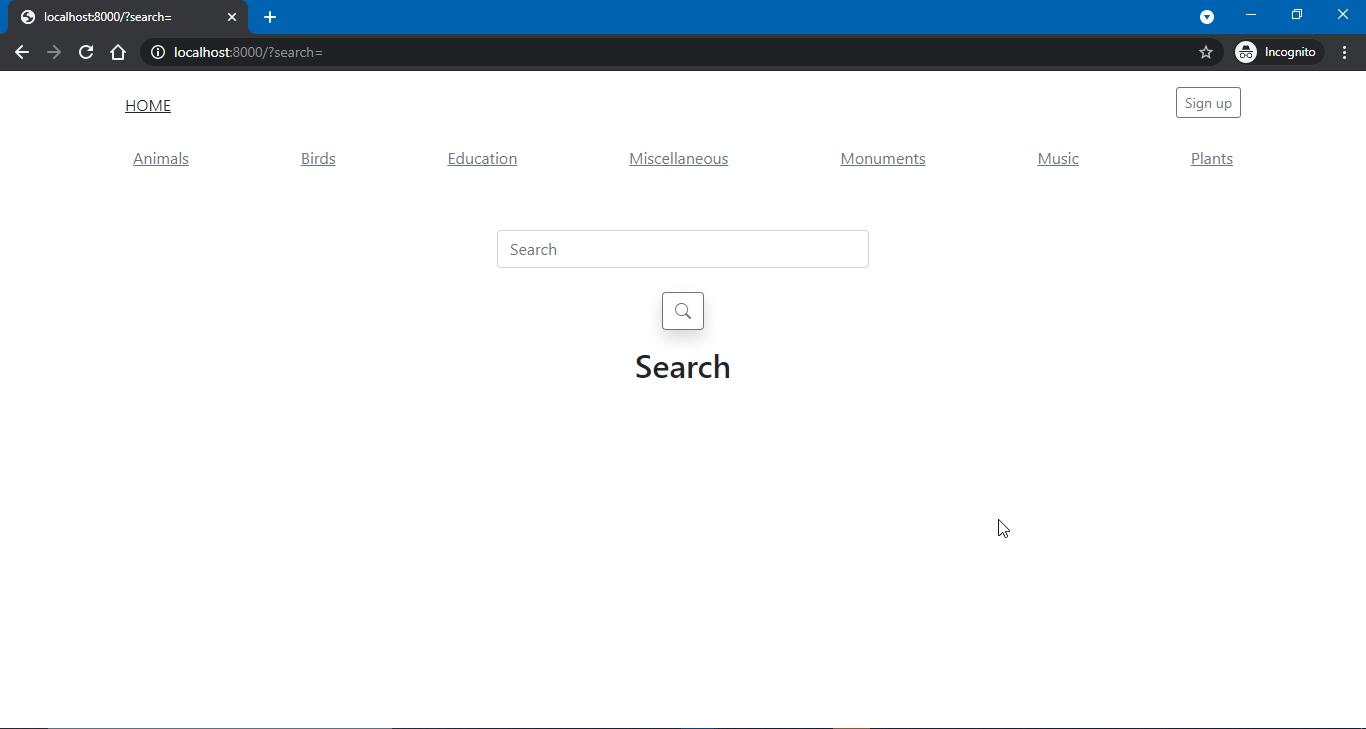 localhost:8000/?search=
localhost:8000/?search=
Incognito
HOME
Sign up
Animals Birds Education Miscellaneous Monuments Music Plants
Search
Search